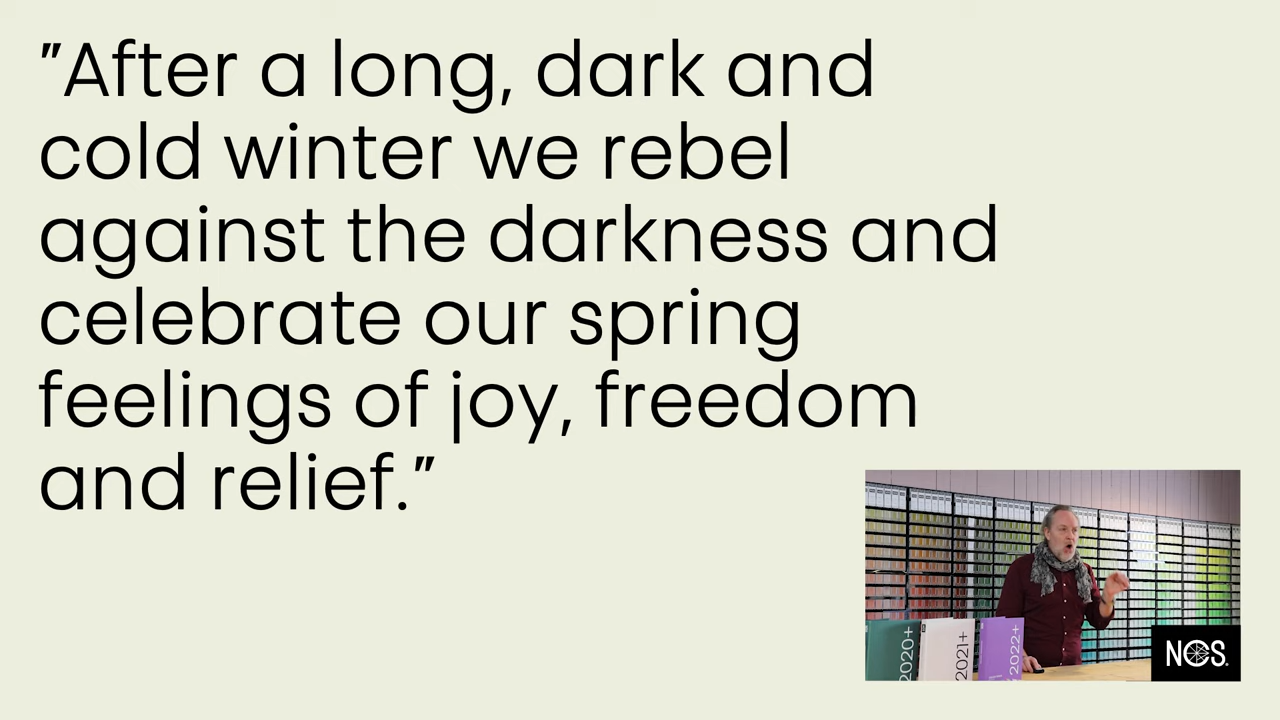 "After a long, dark and
cold winter we rebel
against the darkness and
celebrate our spring
feelings of joy, freedom
and relief."
2020+
2021+
2022+
NCS